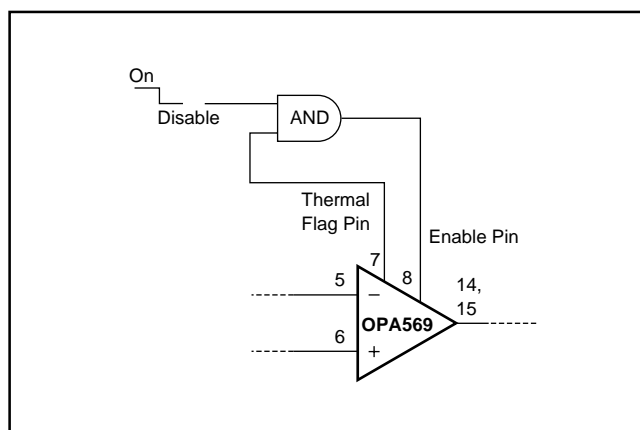 On
Disable
AND
Thermal
Flag Pin
Enable Pin
7
8
5
14,
15
−
OPA569
6
+